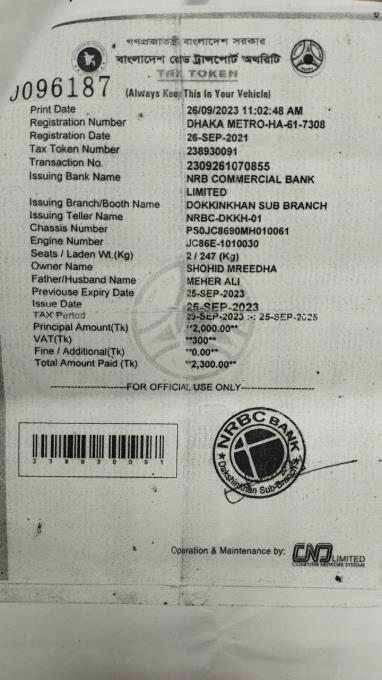 গণপ্রজাতন্ত্রী বাংলাদেশ সরকার
বাংলাদেশ রোড ট্রান্সপোর্ট অথরিটি
TAX TOKEN
0096187
(Always Keep This In Your Vehicle)
Print Date 26/09/2023 11:02:48 AM
Registration Number DHAKA METRO-HA-61-7308
Registration Date 26-SEP-2021
Tax Token Number 238930091
Transaction No. 2309261070855
Issuing Bank Name NRB COMMERCIAL BANK
LIMITED
Issuing Branch/Booth Name DOKKINKHAN SUB BRANCH
Issuing Teller Name NRBC-DKKH-01
Chassis Number PS0JC8690MH010061
Engine Number JC86E-1010030
Seats / Laden Wt.(Kg) 2 / 247 (Kg)
Owner Name SHOHID MREEDHA
Father/Husband Name MEHER ALI
Previouse Expiry Date 25-SEP-2023
Issue Date 25-SEP-2023
TAX Period 25-SEP-2023 -:- 25-SEP-2025
Principal Amount(Tk) **2,000.00**
VAT(Tk) **300**
Fine / Additional(Tk) **0.00**
Total Amount Paid (Tk) **2,300.00**
FOR OFFICIAL USE ONLY
238930091
NRBC BANK
Dakshinkhan Sub-Branch
Operation & Maintenance by: CNS LIMITED
COMPUTER NETWORK SYSTEMS